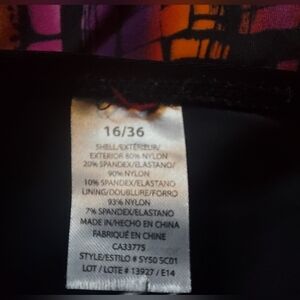 16/36
SHELL/EXTÉRIEUR/
EXTERIOR 80% NYLON
20% SPANDEX/ELASTANO/
90% NYLON
10% SPANDEX/ELASTANO
LINING/DOUBLURE/FORRO
93% NYLON
7% SPANDEX/ELASTANO
MADE IN/HECHO EN CHINA
FABRIQUÉ EN CHINE
CA33775
STYLE/ESTILO # SY50 5C01
LOT / LOTE # 13927 / E14